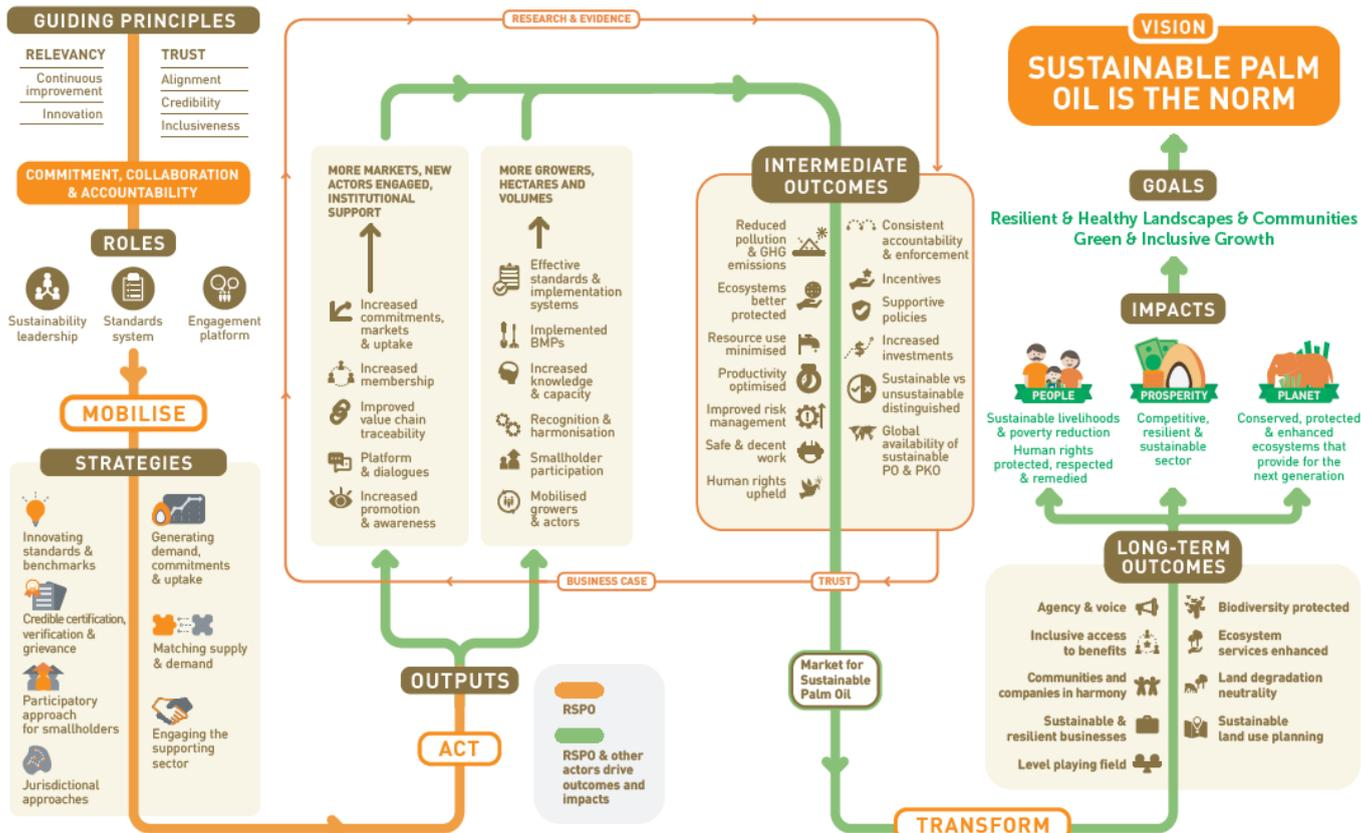 GUIDING PRINCIPLES
RELEVANCY
Continuous
improvement
Innovation
TRUST
Alignment
Credibility
Inclusiveness
COMMITMENT, COLLABORATION
& ACCOUNTABILITY
ROLES
Sustainability
leadership
Standards
system
Engagement
platform
MOBILISE
STRATEGIES
Innovating
standards &
benchmarks
Credible certification,
verification &
grievance
Participatory
approach
for smallholders
Jurisdictional
approaches
Generating
demand,
commitments
& uptake
Matching supply
& demand
Engaging the
supporting
sector
ACT
OUTPUTS
RSPO
RSPO & other
actors drive
outcomes and
impacts
RESEARCH & EVIDENCE
MORE MARKETS, NEW
ACTORS ENGAGED,
INSTITUTIONAL
SUPPORT
Increased
commitments,
markets
& uptake
Increased
membership
Improved
value chain
traceability
Platform
& dialogues
Increased
promotion
& awareness
MORE GROWERS,
HECTARES AND
VOLUMES
Effective
standards &
implementation
systems
Implemented
BMPs
Increased
knowledge
& capacity
Recognition &
harmonisation
Smallholder
participation
Mobilised
growers
& actors
BUSINESS CASE
TRUST
INTERMEDIATE
OUTCOMES
Reduced
pollution
& GHG
emissions
Ecosystems
better
protected
Resource use
minimised
Productivity
optimised
Improved risk
management
Safe & decent
work
Human rights
upheld
Consistent
accountability
& enforcement
Incentives
Supportive
policies
Increased
investments
Sustainable vs
unsustainable
distinguished
Global
availability of
sustainable
PO & PKO
Market for
Sustainable
Palm Oil
TRANSFORM
VISION
SUSTAINABLE PALM
OIL IS THE NORM
GOALS
Resilient & Healthy Landscapes & Communities
Green & Inclusive Growth
IMPACTS
PEOPLE
Sustainable livelihoods
& poverty reduction
Human rights
protected, respected
& remedied
PROSPERITY
Competitive,
resilient &
sustainable
sector
PLANET
Conserved, protected
& enhanced
ecosystems that
provide for the
next generation
LONG-TERM
OUTCOMES
Agency & voice
Inclusive access
to benefits
Communities and
companies in harmony
Sustainable &
resilient businesses
Level playing field
Biodiversity protected
Ecosystem
services enhanced
Land degradation
neutrality
Sustainable
land use planning